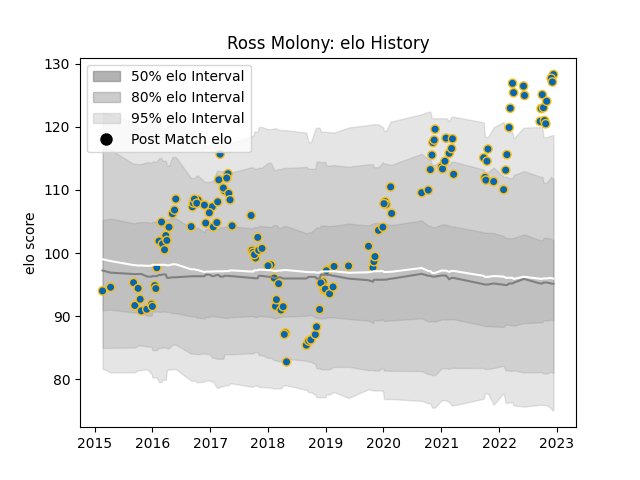 Ross Molony: elo History
50% elo Interval
80% elo Interval
95% elo Interval
Post Match elo
elo score
130
120
110
100
90
80
2015 2016 2017 2018 2019 2020 2021 2022 2023